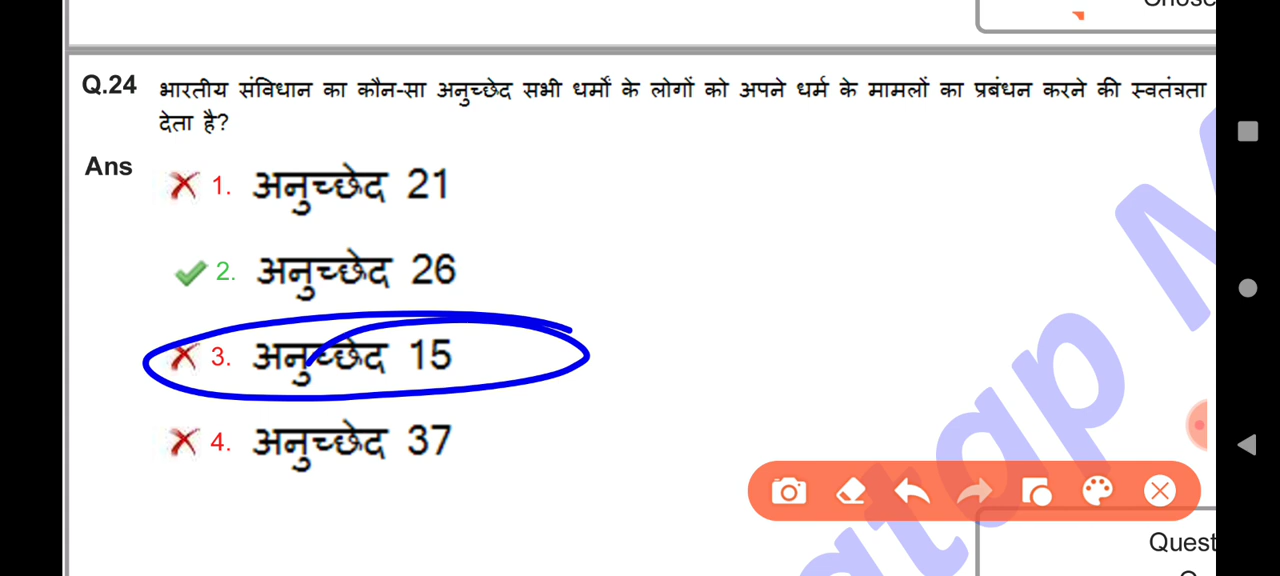 Q.24 भारतीय संविधान का कौन-सा अनुच्छेद सभी धर्मों के लोगों को अपने धर्म के मामलों का प्रबंधन करने की स्वतंत्रता
देता है?
Ans
1. अनुच्छेद 21
2. अनुच्छेद 26
3. अनुच्छेद 15
4. अनुच्छेद 37